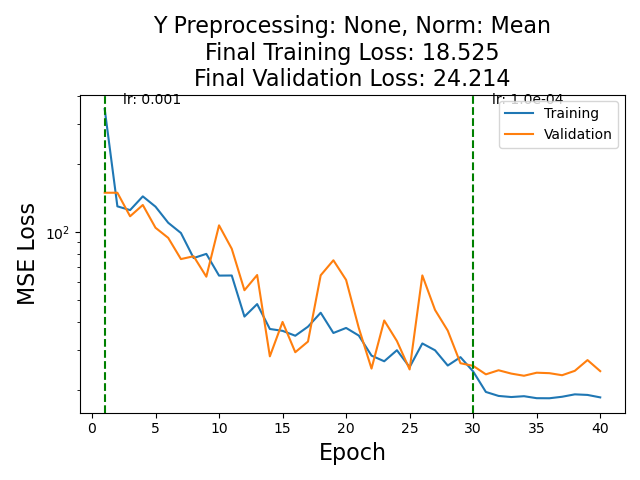 Y Preprocessing: None, Norm: Mean
Final Training Loss: 18.525
Final Validation Loss: 24.214
lr: 0.001
lr: 1.0e-04
Training
Validation
MSE Loss
10²
0 5 10 15 20 25 30 35 40
Epoch